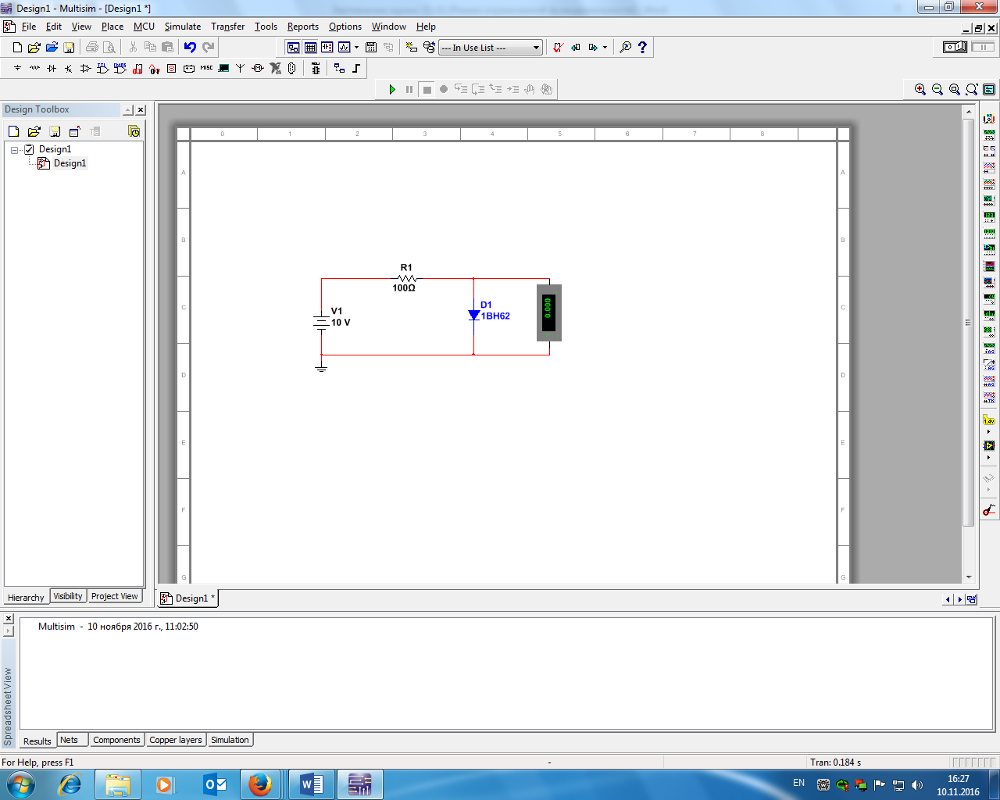 Design1 - Multisim - [Design1 *]
File Edit View Place MCU Simulate Transfer Tools Reports Options Window Help
--- In Use List ---
MISC
Design Toolbox
Design1
Design1
0 1 2 3 4 5 6 7 8
A A
B B
C C
D D
E E
F F
G G
R1
100Ω
V1
10 V
D1
1BH62
0.000
1.4v
Hierarchy Visibility Project View
Design1 *
Multisim - 10 ноября 2016 г., 11:02:50
Spreadsheet View
Results Nets Components Copper layers Simulation
For Help, press F1
-
Tran: 0.184 s
EN
16:27
10.11.2016